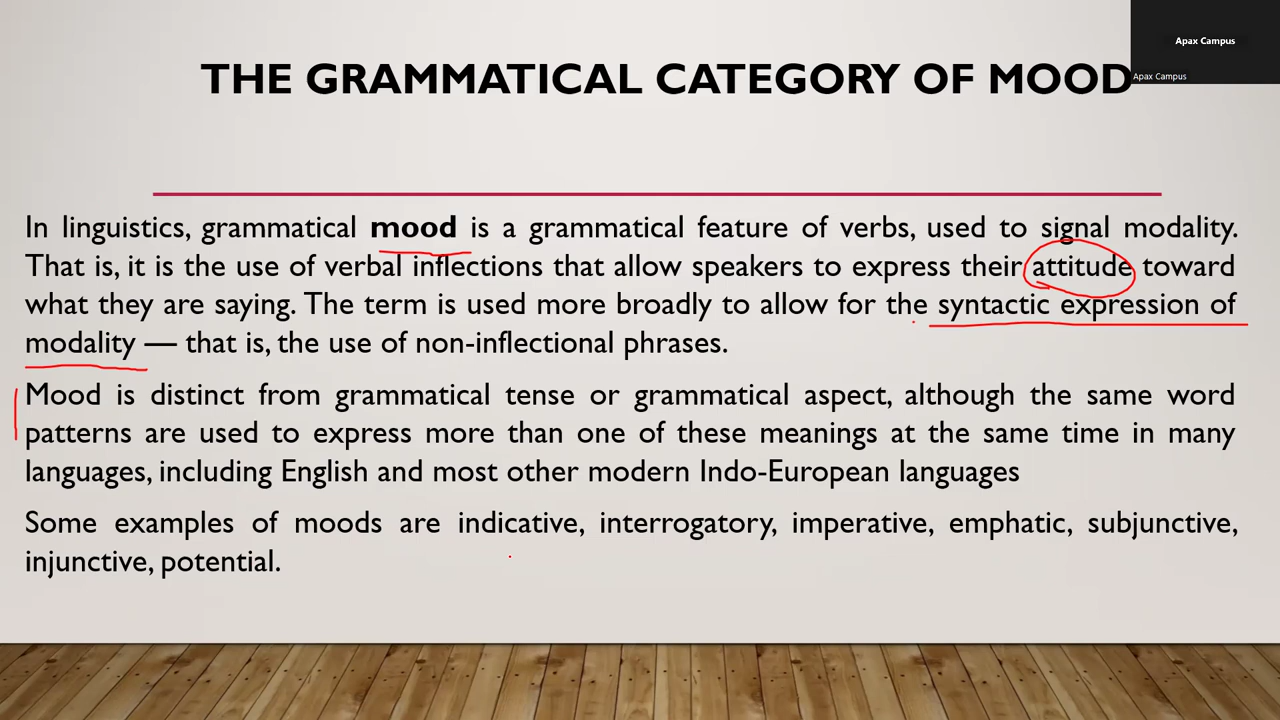 Apax Campus
Apax Campus
THE GRAMMATICAL CATEGORY OF MOOD
In linguistics, grammatical mood is a grammatical feature of verbs, used to signal modality.
That is, it is the use of verbal inflections that allow speakers to express their attitude toward
what they are saying. The term is used more broadly to allow for the syntactic expression of
modality — that is, the use of non-inflectional phrases.
Mood is distinct from grammatical tense or grammatical aspect, although the same word
patterns are used to express more than one of these meanings at the same time in many
languages, including English and most other modern Indo-European languages
Some examples of moods are indicative, interrogatory, imperative, emphatic, subjunctive,
injunctive, potential.